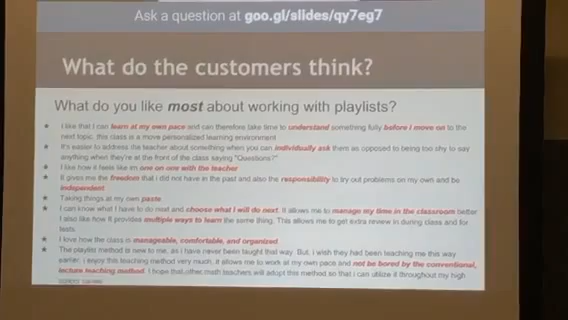 Ask a question at goo.gl/slides/qy7eg7
What do the customers think?
What do you like most about working with playlists?
★ I like that I can learn at my own pace and can therefore take time to understand something fully before I move on to the
next topic. this class is a more personalized learning environment
★ It's easier to address the teacher about something when you can individually ask them as opposed to being too shy to say
anything when they're at the front of the class saying "Questions?"
★ I like how it feels like im one on one with the teacher
★ It gives me the freedom that i did not have in the past and also the responsibility to try out problems on my own and be
independent
★ Taking things at my own paste
★ I can know what I have to do next and choose what I will do next. It allows me to manage my time in the classroom better
I also like how it provides multiple ways to learn the same thing. This allows me to get extra review in during class and for
tests
★ I love how the class is manageable, comfortable, and organized
★ The playlist method is new to me, as i have never been taught that way. But, i wish they had been teaching me this way
earlier. i enjoy this teaching method very much, it allows me to work at my own pace and not be bored by the conventional,
lecture teaching method. I hope that other math teachers will adopt this method so that i can utilize it throughout my high